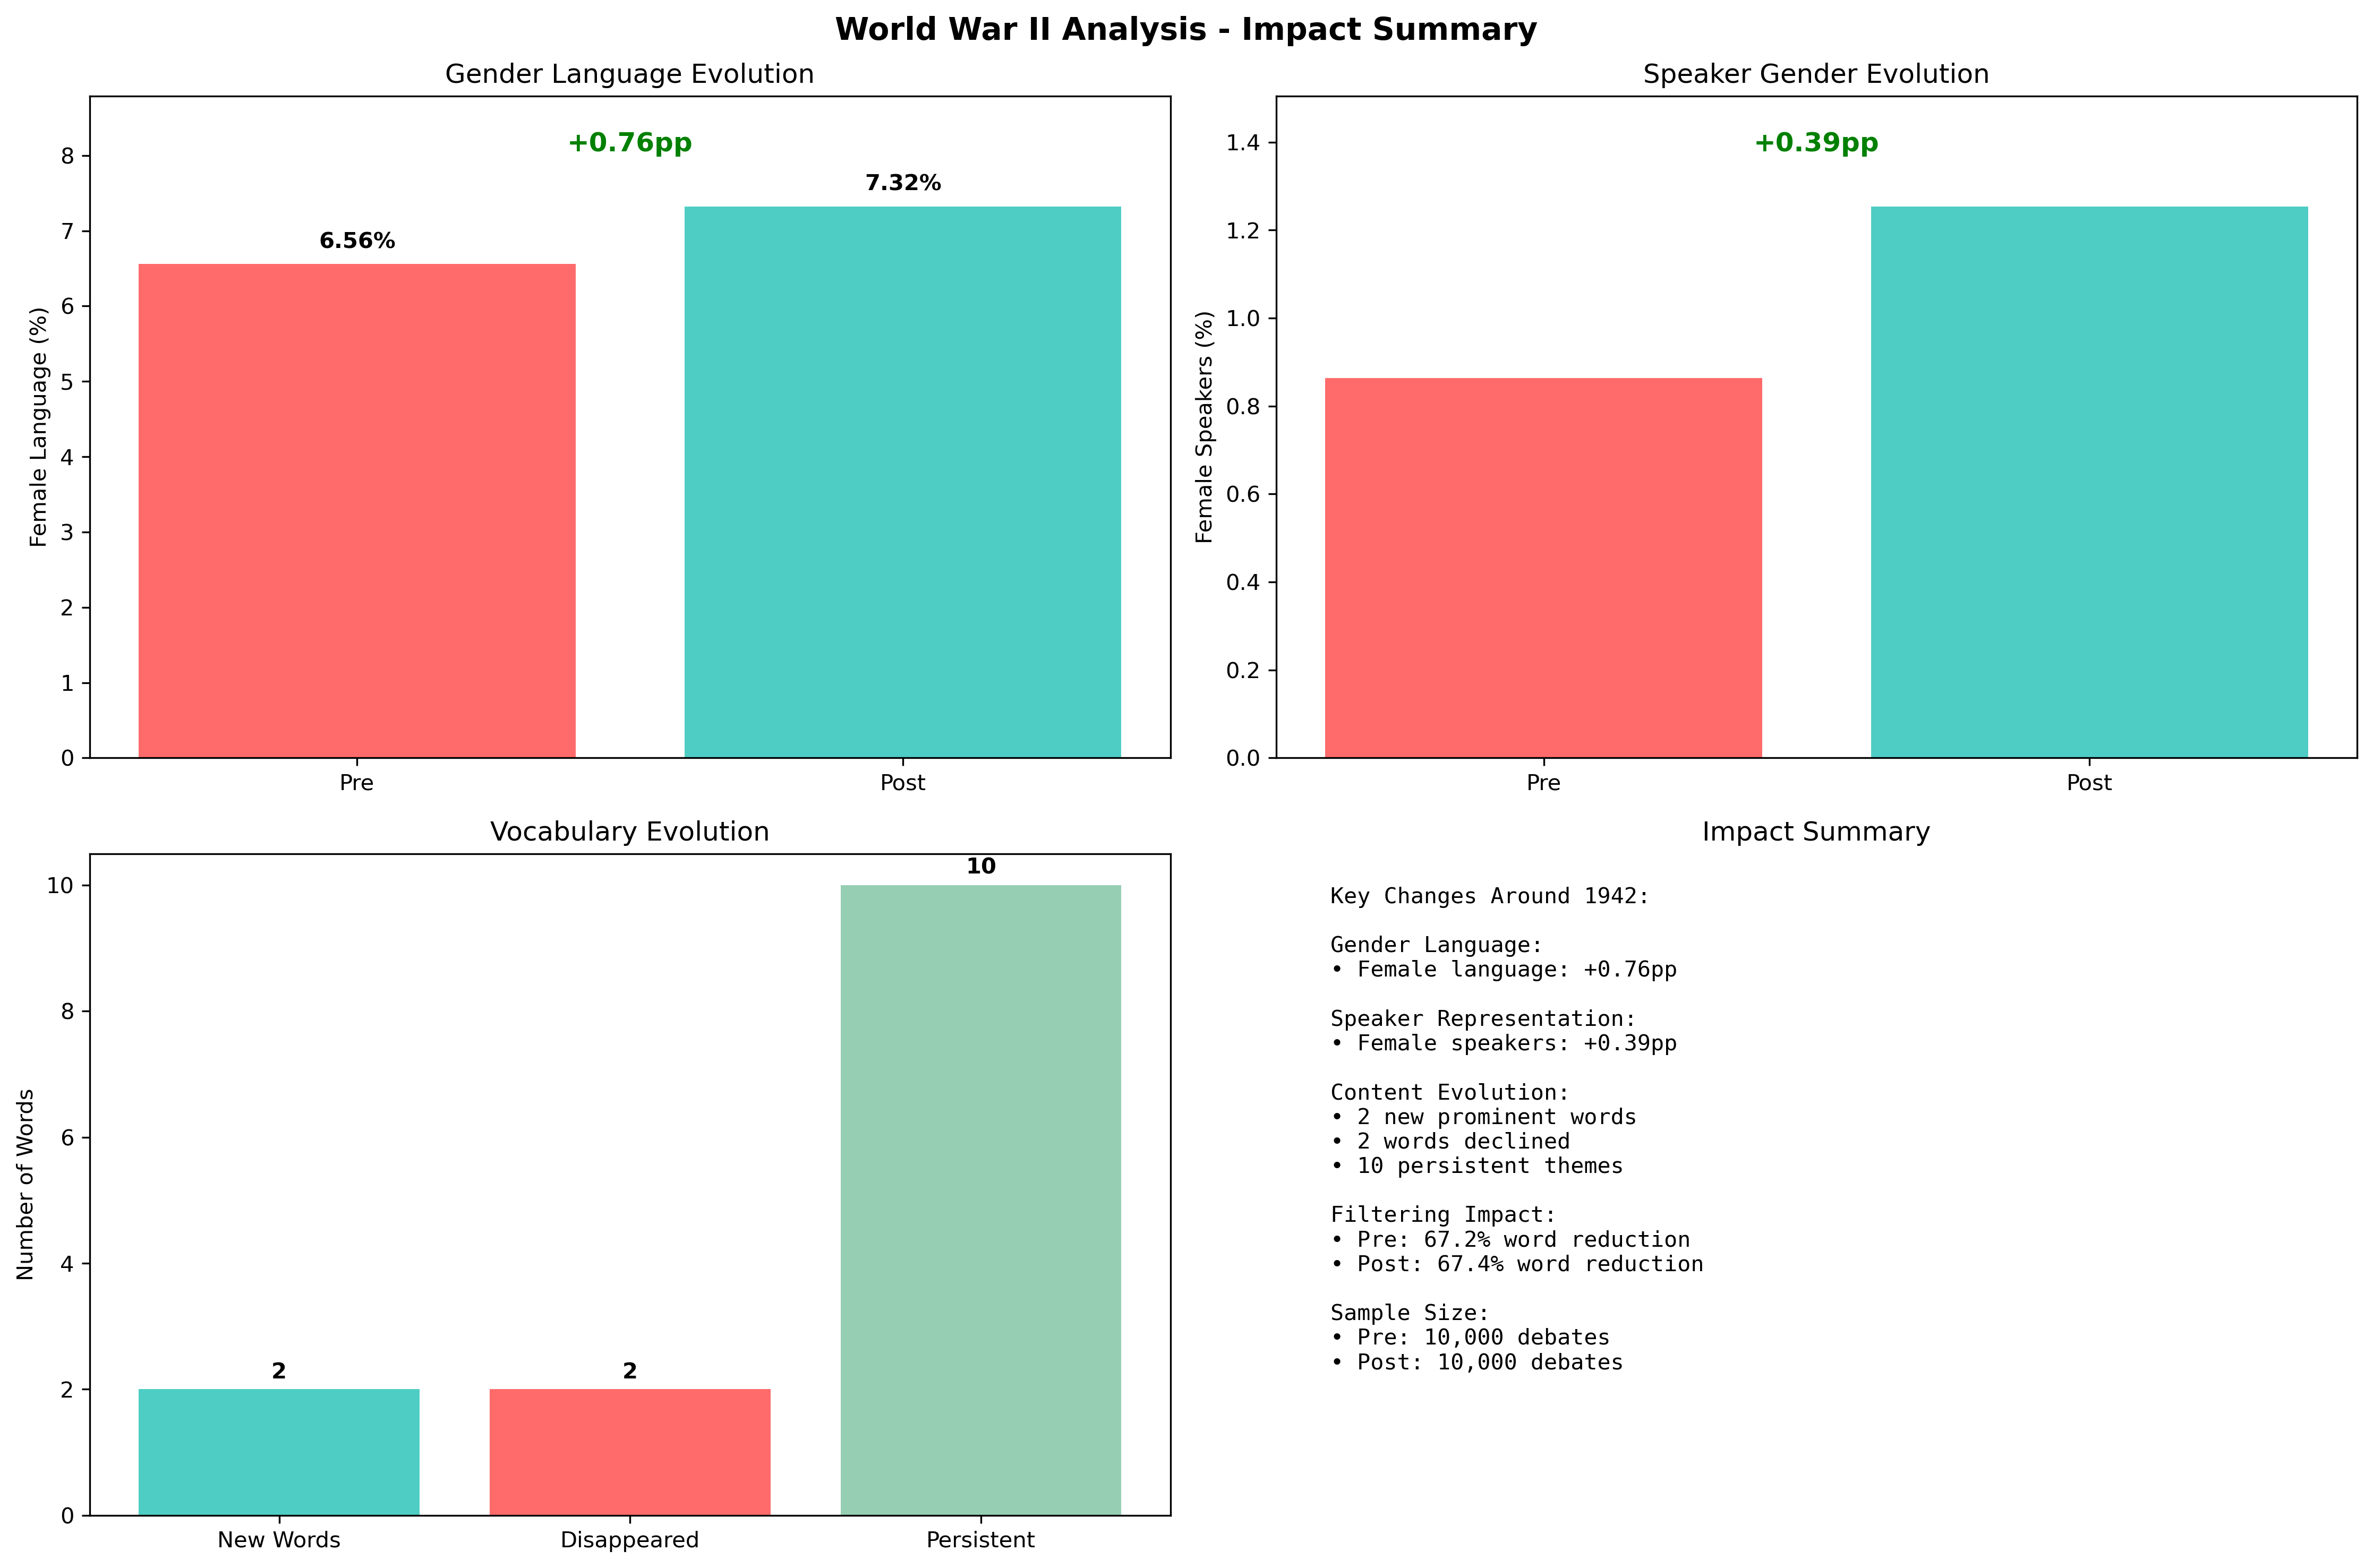 World War II Analysis - Impact Summary
Gender Language Evolution
+0.76pp
6.56%
7.32%
Female Language (%)
8
7
6
5
4
3
2
1
0
Pre
Post
Speaker Gender Evolution
+0.39pp
Female Speakers (%)
1.4
1.2
1.0
0.8
0.6
0.4
0.2
0.0
Pre
Post
Vocabulary Evolution
10
2
2
Number of Words
10
8
6
4
2
0
New Words
Disappeared
Persistent
Impact Summary
Key Changes Around 1942:
Gender Language:
• Female language: +0.76pp
Speaker Representation:
• Female speakers: +0.39pp
Content Evolution:
• 2 new prominent words
• 2 words declined
• 10 persistent themes
Filtering Impact:
• Pre: 67.2% word reduction
• Post: 67.4% word reduction
Sample Size:
• Pre: 10,000 debates
• Post: 10,000 debates